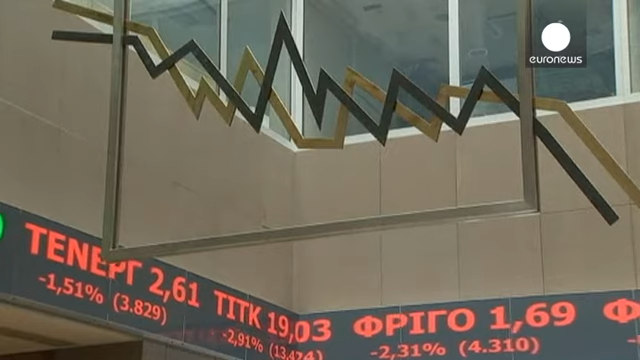 euronews
ΤΕΝΕΡΓ 2,61 ΤΙΤΚ 19,03 ΦΡΙΓΟ 1,69
-1,51% (3.829) -2,91% (13.474) -2,31% (4.310)